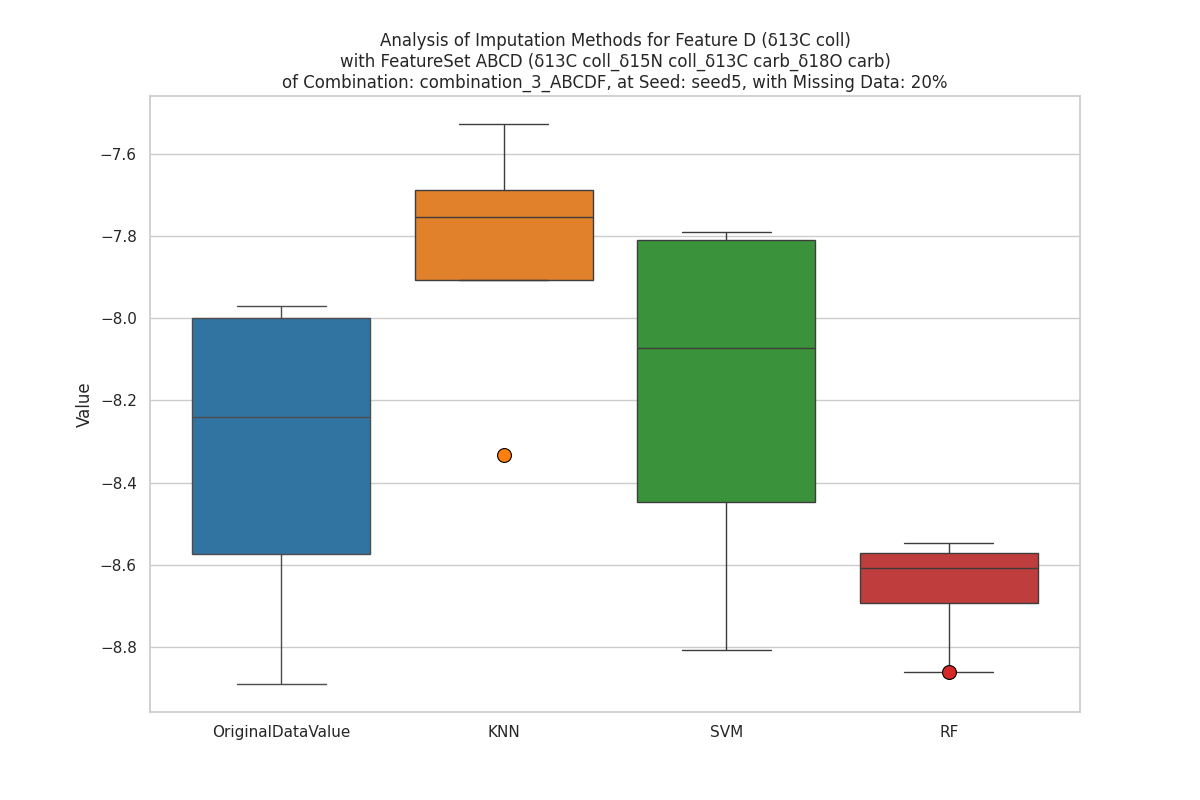 Analysis of Imputation Methods for Feature D (δ13C coll)
with FeatureSet ABCD (δ13C coll_δ15N coll_δ13C carb_δ18O carb)
of Combination: combination_3_ABCDF, at Seed: seed5, with Missing Data: 20%
−7.6
−7.8
−8.0
−8.2
−8.4
−8.6
−8.8
Value
OriginalDataValue
KNN
SVM
RF